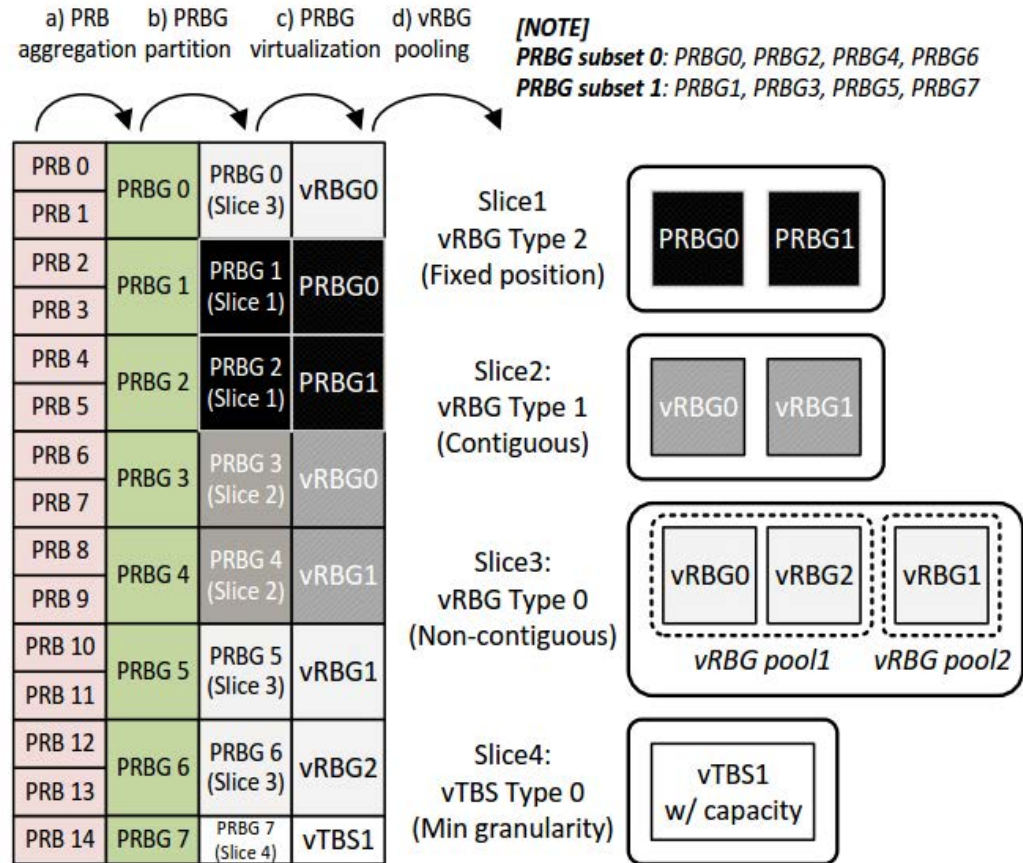 a) PRB aggregation
b) PRBG partition
c) PRBG virtualization
d) vRBG pooling
[NOTE]
PRBG subset 0: PRBG0, PRBG2, PRBG4, PRBG6
PRBG subset 1: PRBG1, PRBG3, PRBG5, PRBG7
PRB 0
PRB 1
PRB 2
PRB 3
PRB 4
PRB 5
PRB 6
PRB 7
PRB 8
PRB 9
PRB 10
PRB 11
PRB 12
PRB 13
PRB 14
PRBG 0
PRBG 1
PRBG 2
PRBG 3
PRBG 4
PRBG 5
PRBG 6
PRBG 7
PRBG 0
(Slice 3)
PRBG 1
(Slice 1)
PRBG 2
(Slice 1)
PRBG 3
(Slice 2)
PRBG 4
(Slice 2)
PRBG 5
(Slice 3)
PRBG 6
(Slice 3)
PRBG 7
(Slice 4)
vRBG0
PRBG0
PRBG1
vRBG0
vRBG1
vRBG1
vRBG2
vTBS1
Slice1
vRBG Type 2
(Fixed position)
PRBG0
PRBG1
Slice2:
vRBG Type 1
(Contiguous)
vRBG0
vRBG1
Slice3:
vRBG Type 0
(Non-contiguous)
vRBG0
vRBG2
vRBG1
vRBG pool1
vRBG pool2
Slice4:
vTBS Type 0
(Min granularity)
vTBS1
w/ capacity